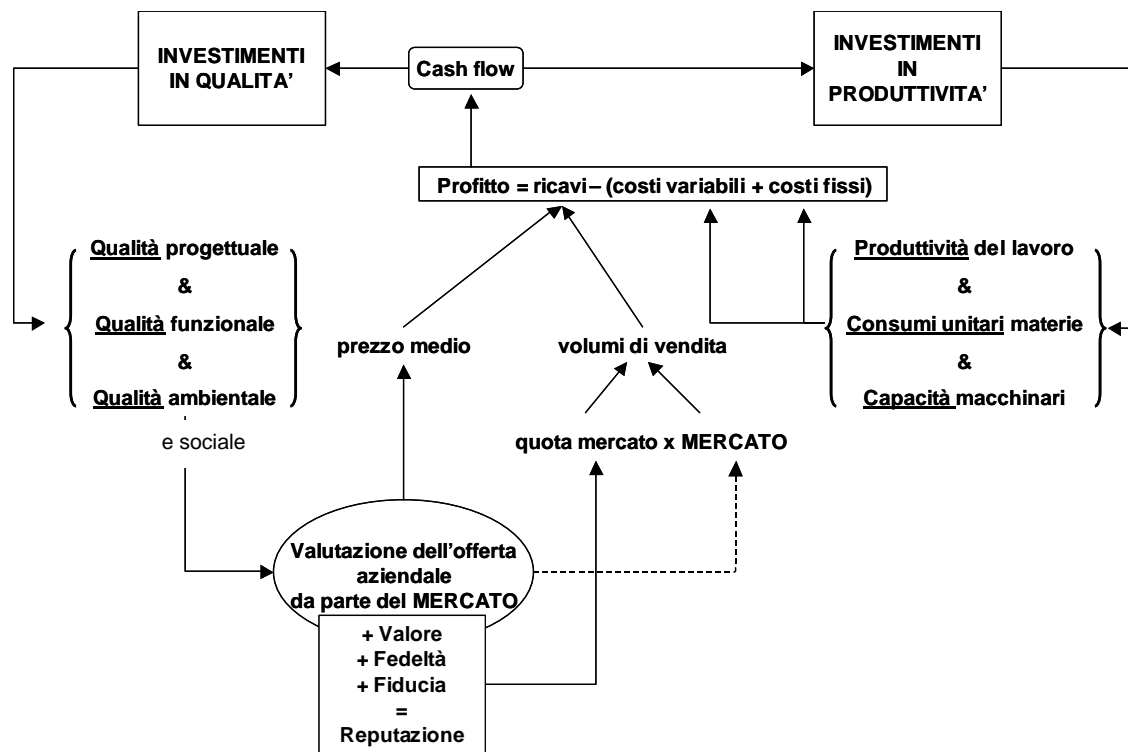 INVESTIMENTI
IN QUALITA’
Cash flow
INVESTIMENTI
IN
PRODUTTIVITA’
Profitto = ricavi – (costi variabili + costi fissi)
Qualità progettuale
&
Qualità funzionale
&
Qualità ambientale
e sociale
prezzo medio
volumi di vendita
Produttività del lavoro
&
Consumi unitari materie
&
Capacità macchinari
quota mercato x MERCATO
Valutazione dell’offerta
aziendale
da parte del MERCATO
+ Valore
+ Fedeltà
+ Fiducia
=
Reputazione